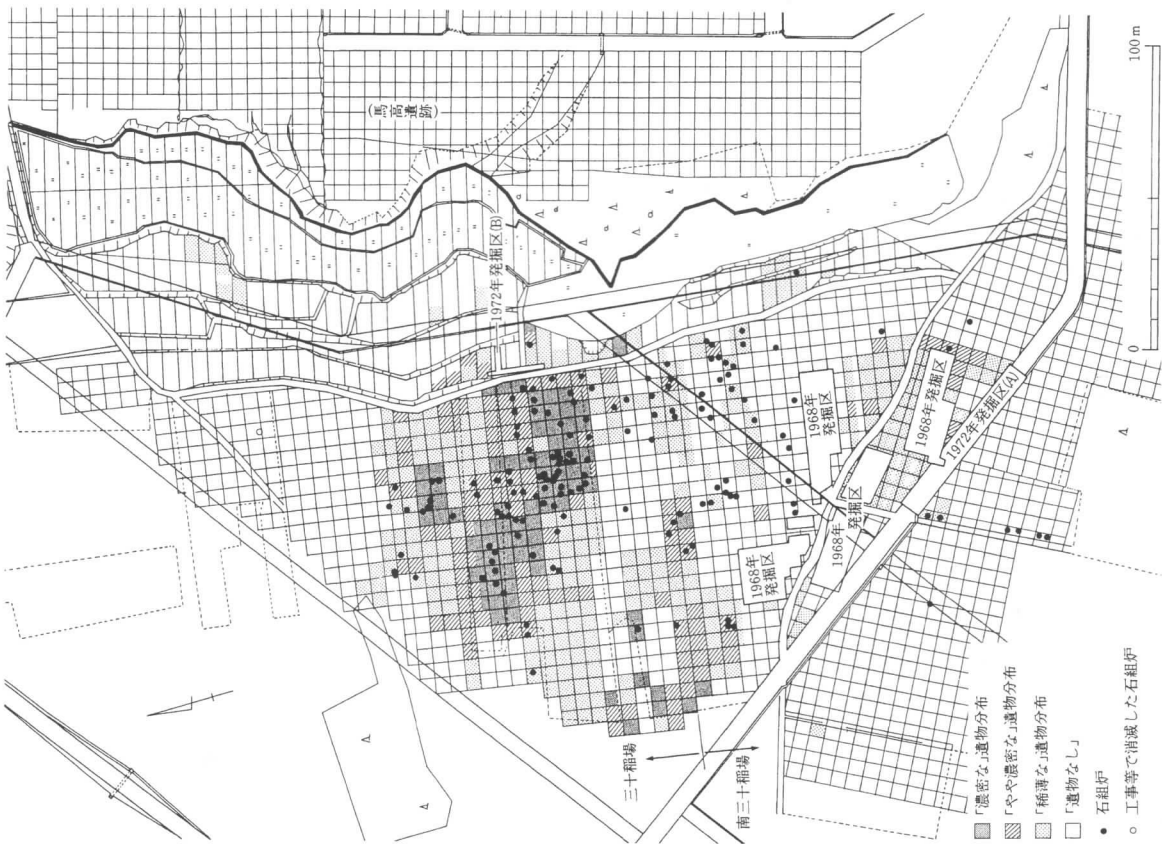 (馬高遺跡)
1972年発掘区(B)
1968年
発掘区
1968年発掘区
1972年発掘区(A)
1968年
発掘区
1968年
発掘区
三十稲場
南三十稲場
「濃密な」遺物分布
「やや濃密な」遺物分布
「稀薄な」遺物分布
「遺物なし」
石組炉
工事等で消滅した石組炉
0
100m